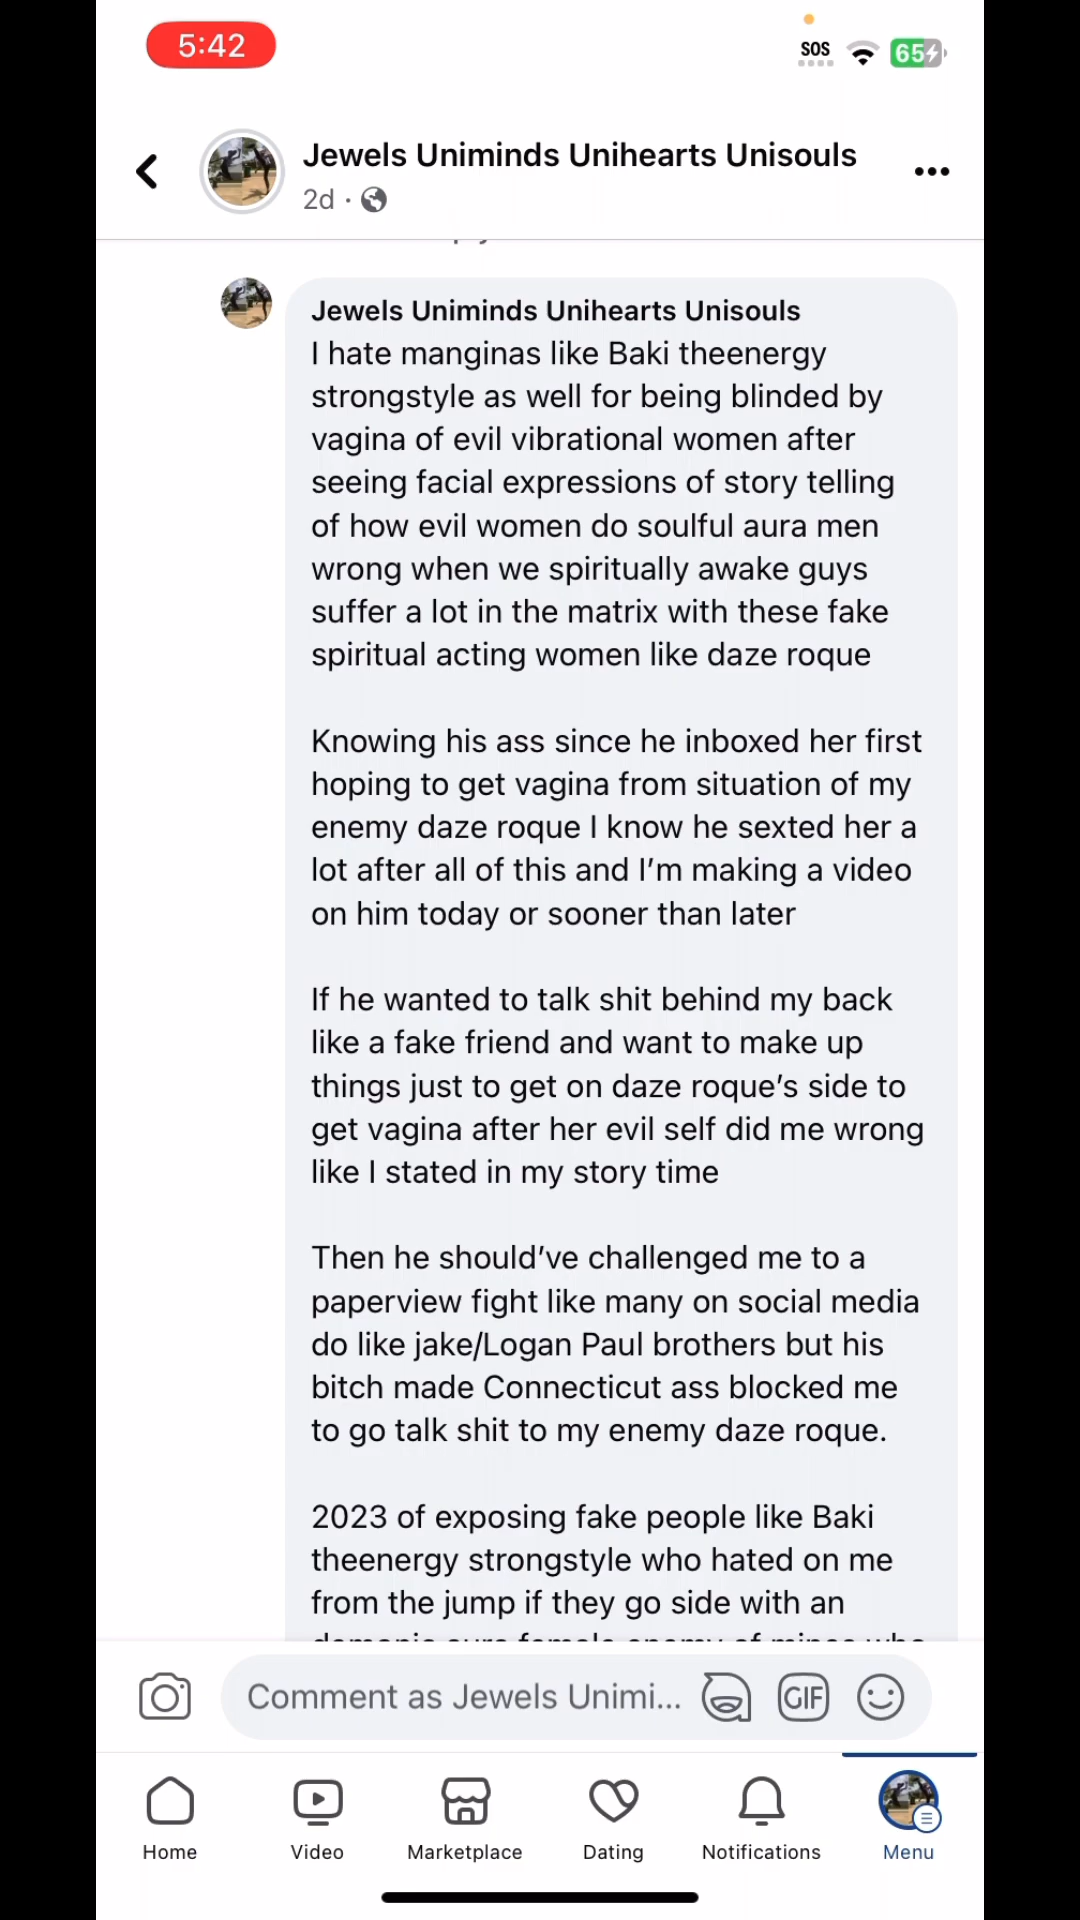 5:42
SOS
65
Jewels Uniminds Unihearts Unisouls
2d ·
Jewels Uniminds Unihearts Unisouls
I hate manginas like Baki theenergy
strongstyle as well for being blinded by
vagina of evil vibrational women after
seeing facial expressions of story telling
of how evil women do soulful aura men
wrong when we spiritually awake guys
suffer a lot in the matrix with these fake
spiritual acting women like daze roque
Knowing his ass since he inboxed her first
hoping to get vagina from situation of my
enemy daze roque I know he sexted her a
lot after all of this and I’m making a video
on him today or sooner than later
If he wanted to talk shit behind my back
like a fake friend and want to make up
things just to get on daze roque’s side to
get vagina after her evil self did me wrong
like I stated in my story time
Then he should’ve challenged me to a
paperview fight like many on social media
do like jake/Logan Paul brothers but his
bitch made Connecticut ass blocked me
to go talk shit to my enemy daze roque.
2023 of exposing fake people like Baki
theenergy strongstyle who hated on me
from the jump if they go side with an
Comment as Jewels Unimi...
GIF
Home
Video
Marketplace
Dating
Notifications
Menu